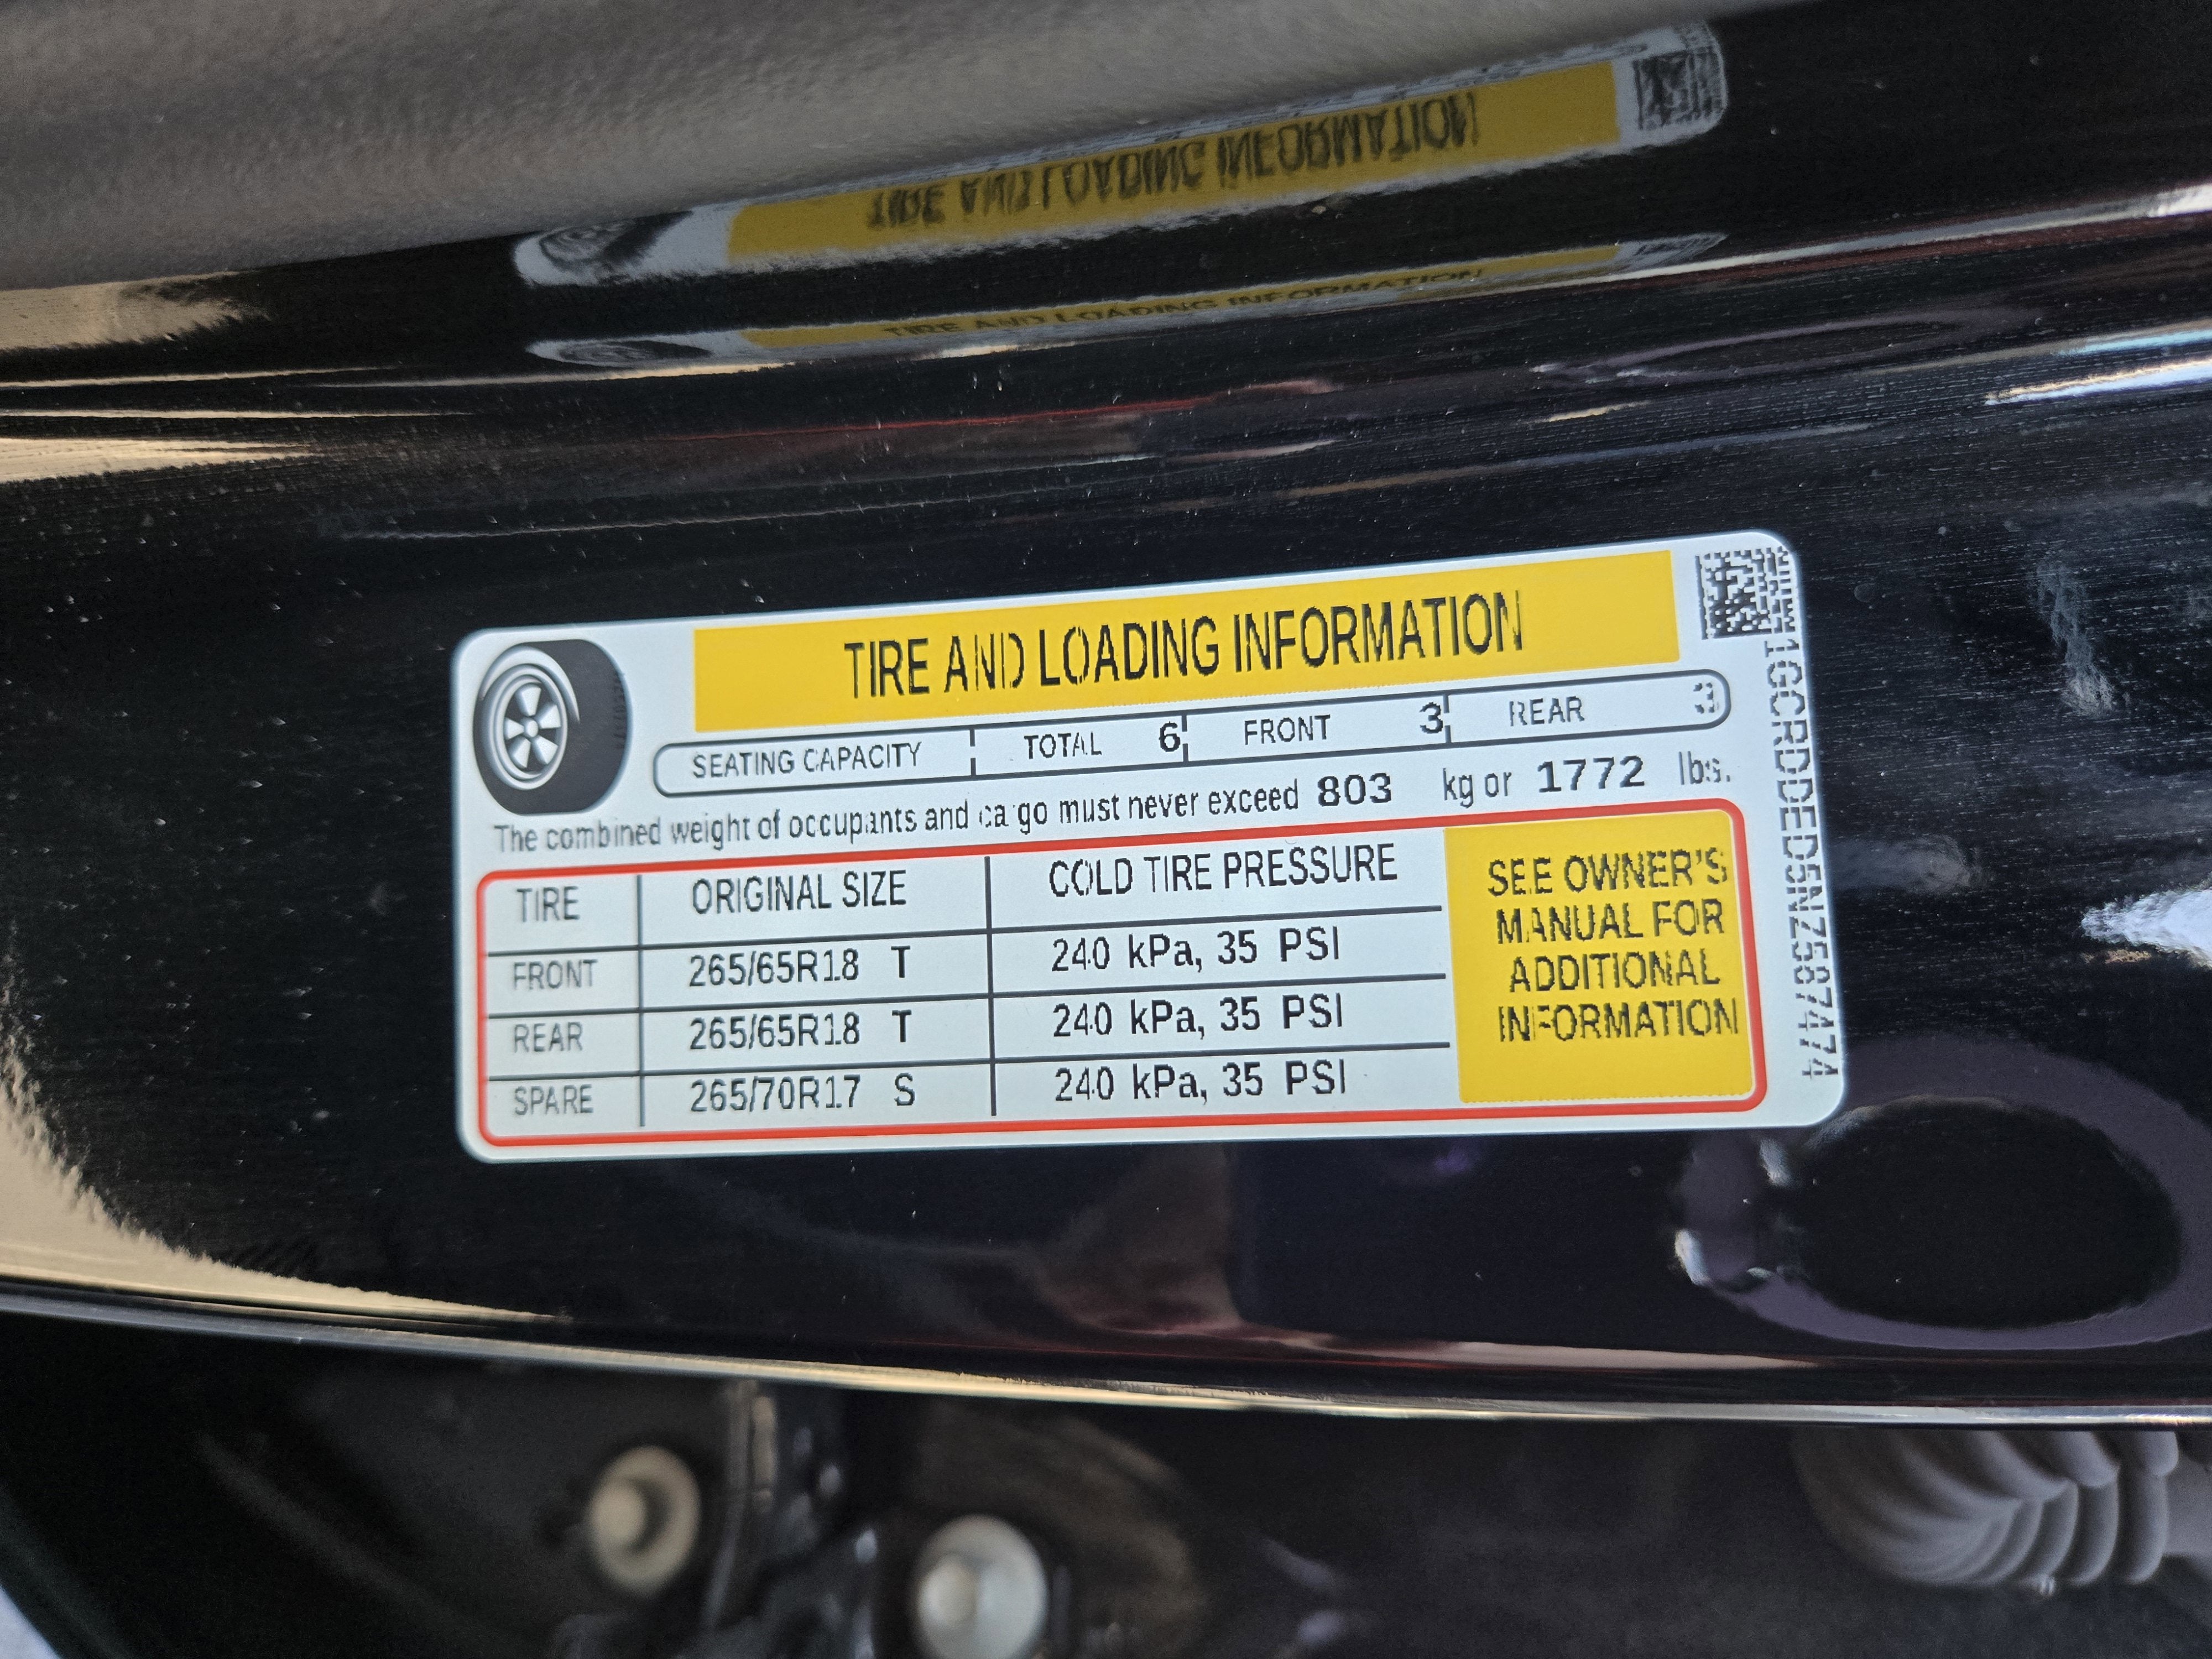 TIRE AND LOADING INFORMATION
SEATING CAPACITY TOTAL 6 FRONT 3 REAR 3
The combined weight of occupants and cargo must never exceed 803 kg or 1772 lbs.
TIRE ORIGINAL SIZE COLD TIRE PRESSURE
FRONT 265/65R18 T 240 kPa, 35 PSI
REAR 265/65R18 T 240 kPa, 35 PSI
SPARE 265/70R17 S 240 kPa, 35 PSI
SEE OWNER'S
MANUAL FOR
ADDITIONAL
INFORMATION
1GCRDDED5NZ587474
TIRE AND LOADING INFORMATION
TIRE AND LOADING INFORMATION